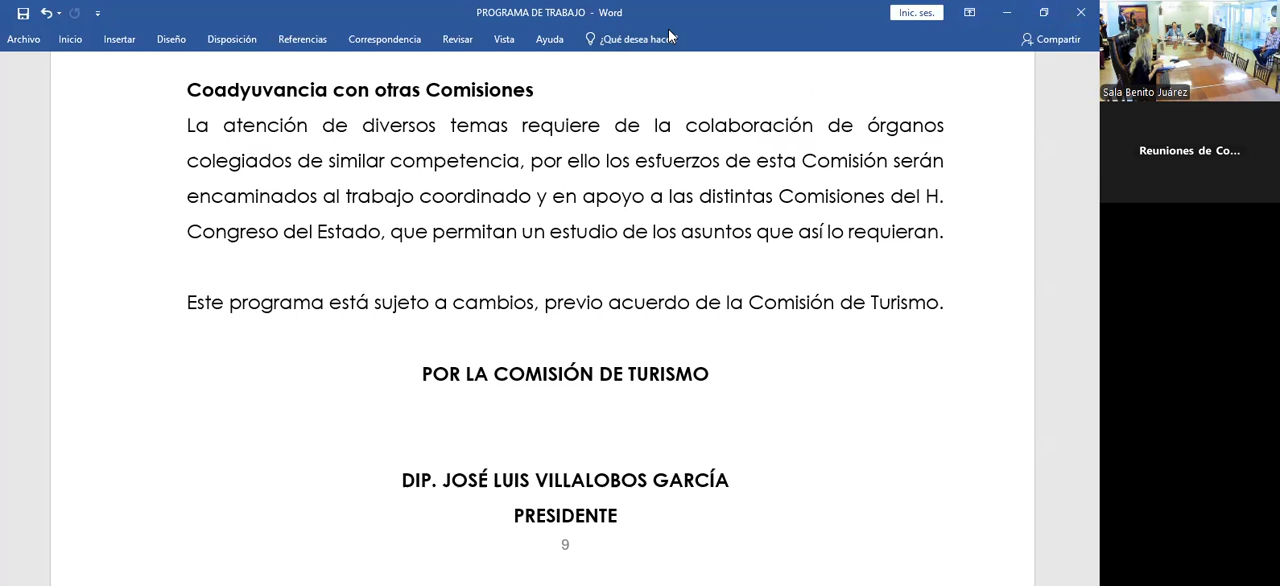 PROGRAMA DE TRABAJO - Word
Inic. ses.
Archivo Inicio Insertar Diseño Disposición Referencias Correspondencia Revisar Vista Ayuda ¿Qué desea hace Compartir
Coadyuvancia con otras Comisiones
La atención de diversos temas requiere de la colaboración de órganos
colegiados de similar competencia, por ello los esfuerzos de esta Comisión serán
encaminados al trabajo coordinado y en apoyo a las distintas Comisiones del H.
Congreso del Estado, que permitan un estudio de los asuntos que así lo requieran.
Este programa está sujeto a cambios, previo acuerdo de la Comisión de Turismo.
POR LA COMISIÓN DE TURISMO
DIP. JOSÉ LUIS VILLALOBOS GARCÍA
PRESIDENTE
9
Sala Benito Juárez
Reuniones de Co...